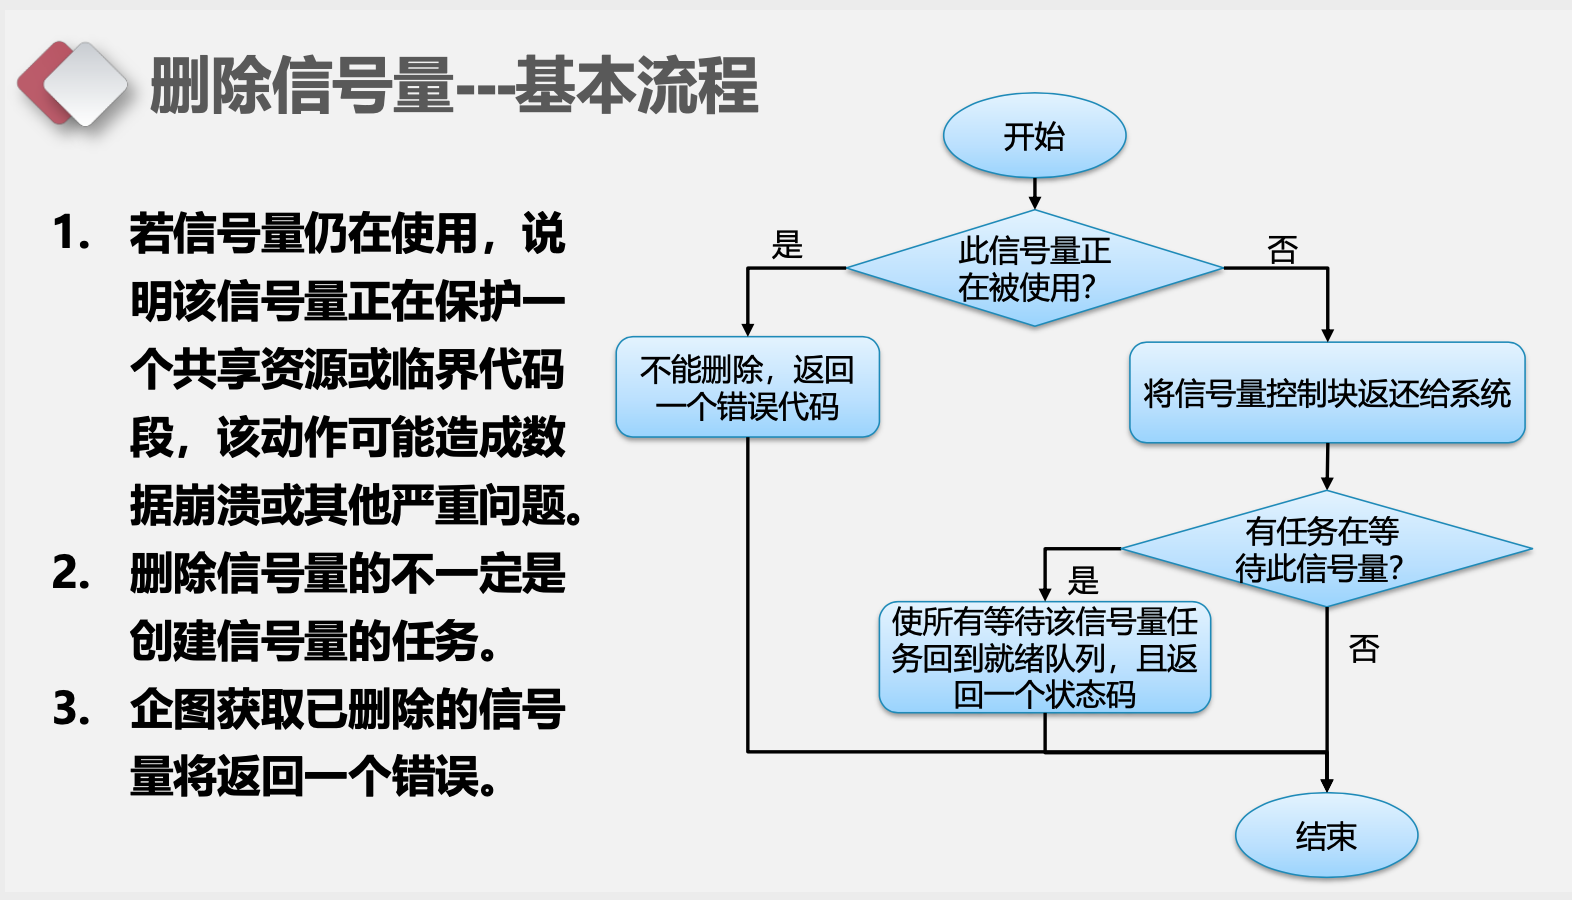 删除信号量---基本流程
1. 若信号量仍在使用，说
明该信号量正在保护一
个共享资源或临界代码
段，该动作可能造成数
据崩溃或其他严重问题。
2. 删除信号量的不一定是
创建信号量的任务。
3. 企图获取已删除的信号
量将返回一个错误。
开始
此信号量正
在被使用？
是
否
不能删除，返回
一个错误代码
将信号量控制块返还给系统
有任务在等
待此信号量？
是
使所有等待该信号量任
务回到就绪队列，且返
回一个状态码
否
结束